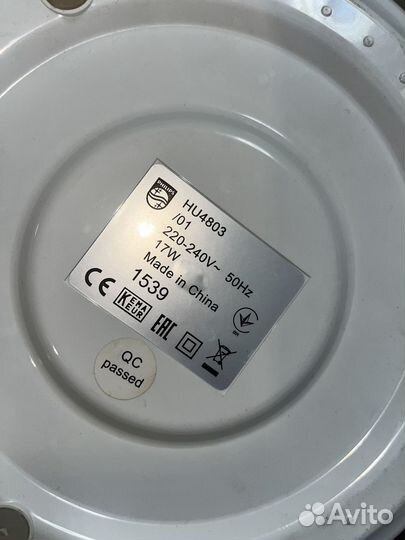 PHILIPS
HU4803
/01
220-240V~ 50Hz
17W
Made in China
1539
CE KEMA KEUR EAC
QC
passed
Avito